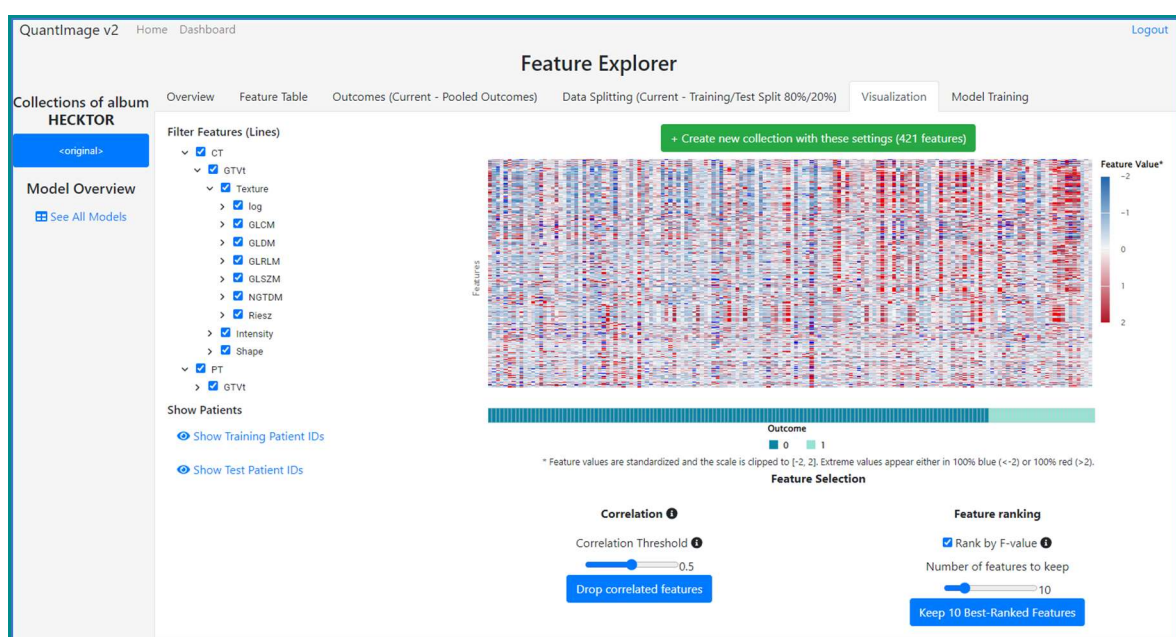 QuantImage v2 Home Dashboard Logout
Feature Explorer
Collections of album
HECKTOR
<original>
Model Overview
See All Models
Overview Feature Table Outcomes (Current - Pooled Outcomes) Data Splitting (Current - Training/Test Split 80%/20%) Visualization Model Training
Filter Features (Lines)
CT
GTVt
Texture
log
GLCM
GLDM
GLRLM
GLSZM
NGTDM
Riesz
Intensity
Shape
PT
GTVt
Show Patients
Show Training Patient IDs
Show Test Patient IDs
+ Create new collection with these settings (421 features)
Features
Feature Value*
-2
-1
0
1
2
Outcome
0 1
* Feature values are standardized and the scale is clipped to [-2, 2]. Extreme values appear either in 100% blue (<-2) or 100% red (>2).
Feature Selection
Correlation
Correlation Threshold
0.5
Drop correlated features
Feature ranking
Rank by F-value
Number of features to keep
10
Keep 10 Best-Ranked Features